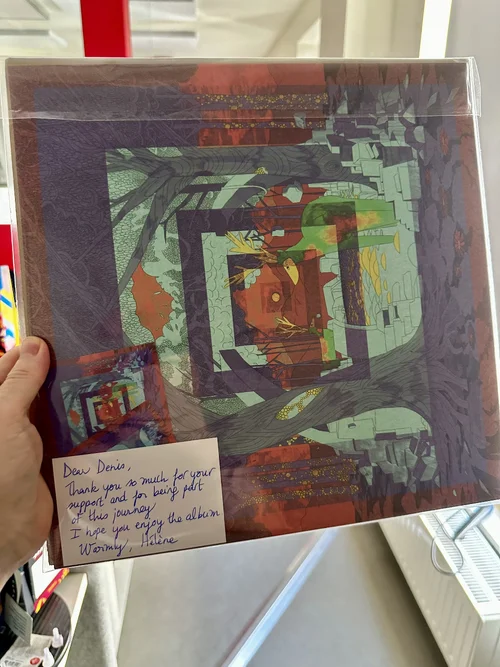 Dear Denis,
Thank you so much for your
support and for being part
of this journey
I hope you enjoy the album
Warmly, Hélène